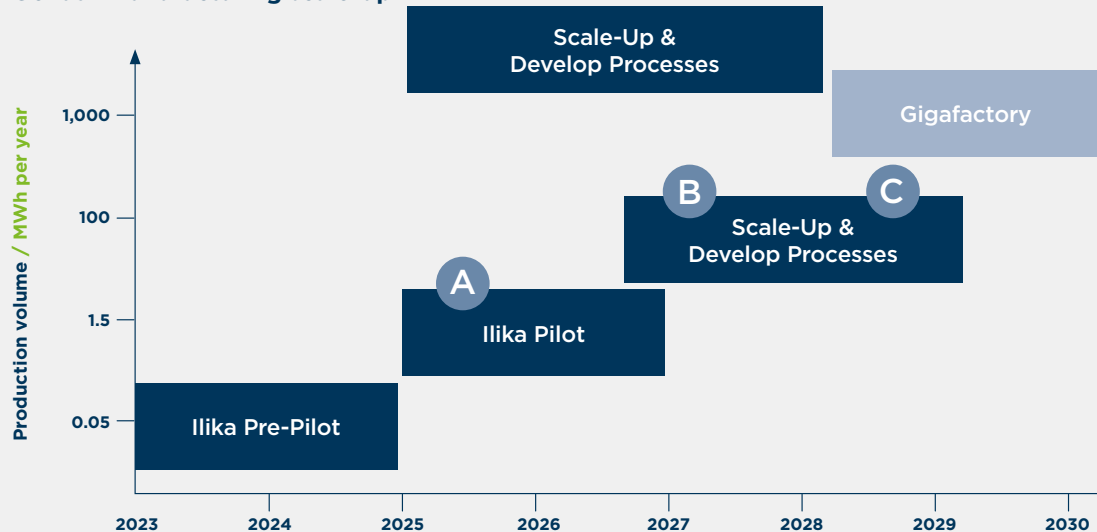 Scale-Up &
Develop Processes
1,000
Gigafactory
B
C
100
Scale-Up &
Develop Processes
A
1.5
Ilika Pilot
0.05
Ilika Pre-Pilot
Production volume / MWh per year
2023 2024 2025 2026 2027 2028 2029 2030